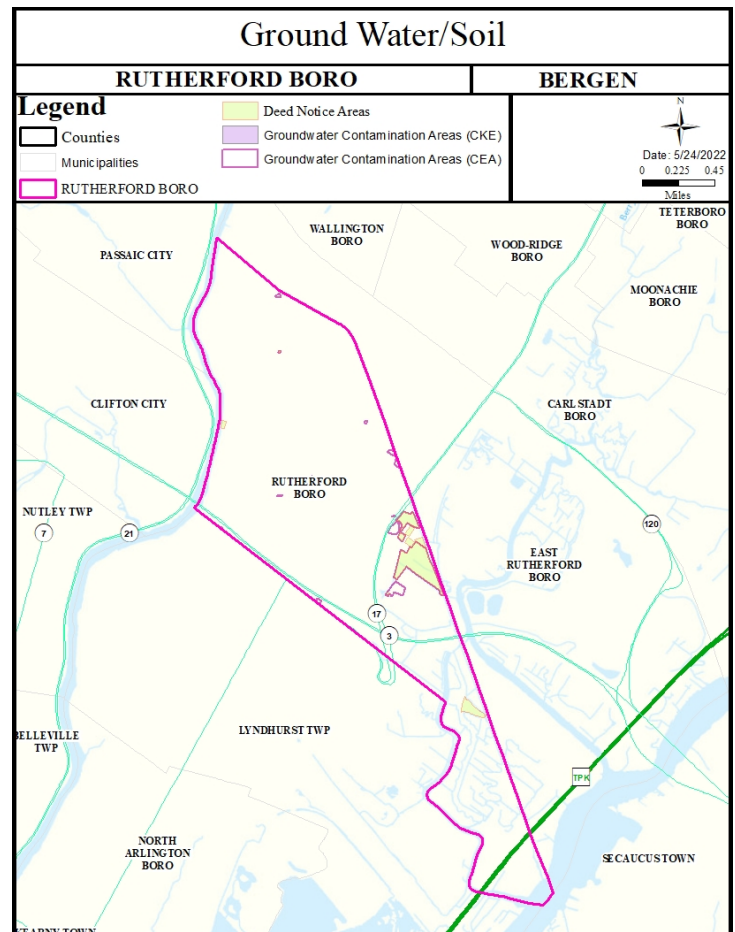 Ground Water/Soil
RUTHERFORD BORO
BERGEN
Legend
Counties
Municipalities
RUTHERFORD BORO
Deed Notice Areas
Groundwater Contamination Areas (CKE)
Groundwater Contamination Areas (CEA)
N
Date: 5/24/2022
0 0.225 0.45
Miles
TETERBORO
BORO
WALLINGTON
BORO
PASSAIC CITY
WOOD-RIDGE
BORO
MOONACHIE
BORO
CLIFTON CITY
CARLSTADT
BORO
RUTHERFORD
BORO
NUTLEY TWP
7
21
120
EAST
RUTHERFORD
BORO
17
3
LYNDHURST TWP
BELLEVILLE
TWP
TPK
NORTH
ARLINGTON
BORO
SECAUCUS TOWN
KEARNY TOWN